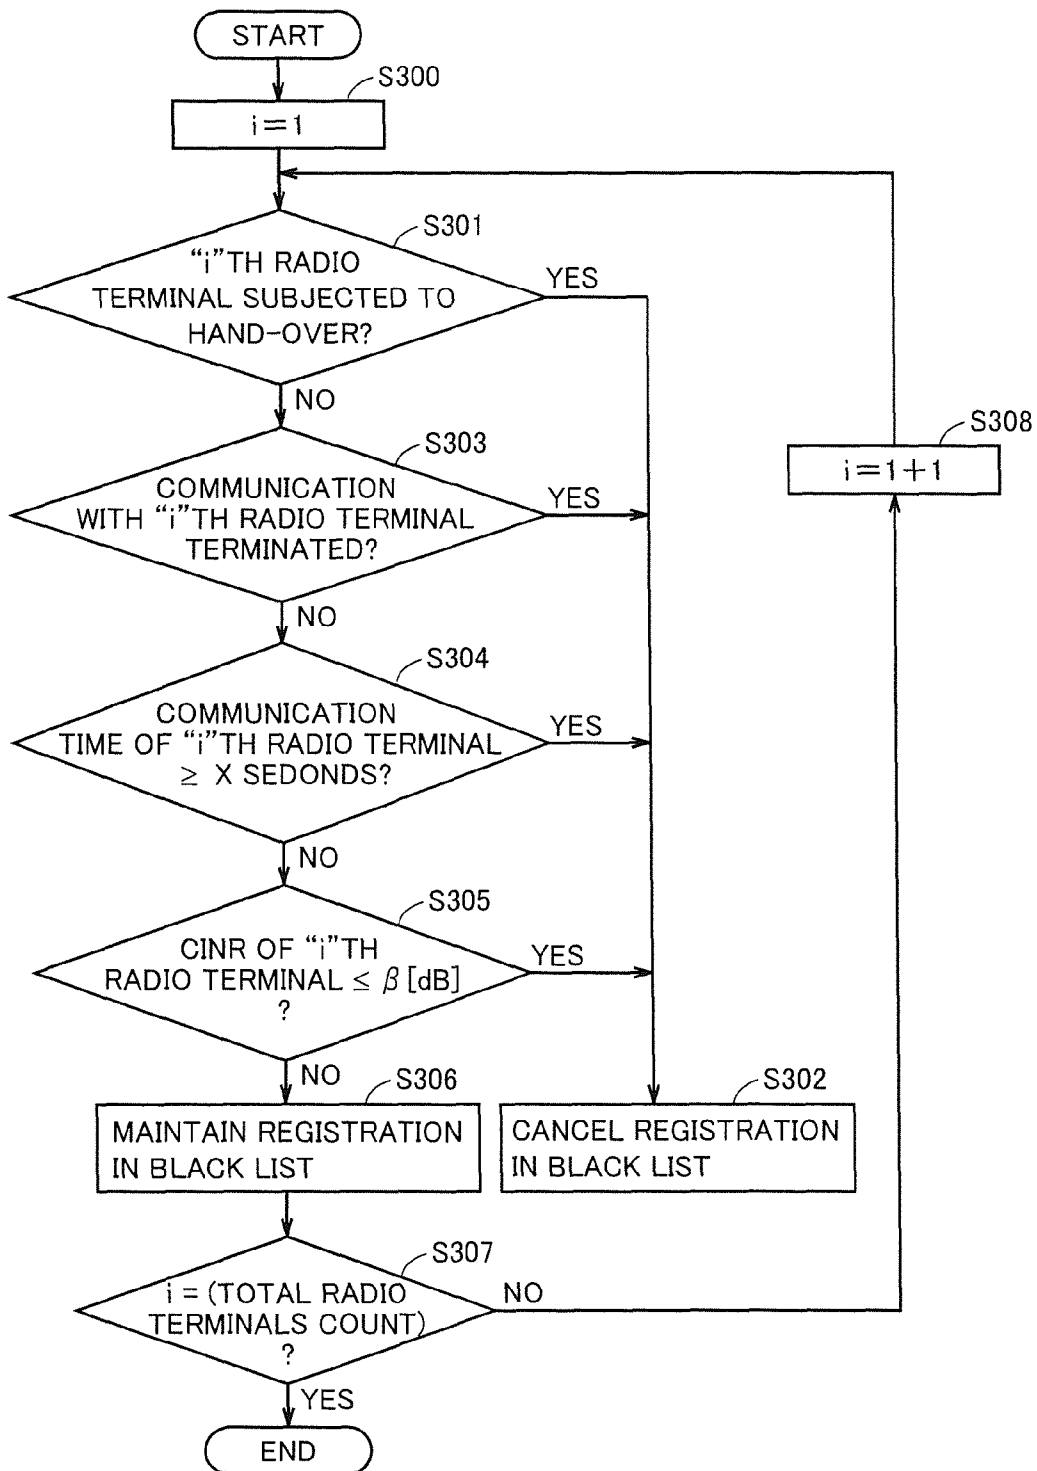 START
S300
i=1
S301
"i"TH RADIO
TERMINAL SUBJECTED TO
HAND-OVER?
YES
NO
S303
COMMUNICATION
WITH "i"TH RADIO TERMINAL
TERMINATED?
YES
NO
S308
i=1+1
S304
COMMUNICATION
TIME OF "i"TH RADIO TERMINAL
≥ X SEDONDS?
YES
NO
S305
CINR OF "i"TH
RADIO TERMINAL ≤ β [dB]
?
YES
NO
S306
MAINTAIN REGISTRATION
IN BLACK LIST
S302
CANCEL REGISTRATION
IN BLACK LIST
S307
i = (TOTAL RADIO
TERMINALS COUNT)
?
NO
YES
END